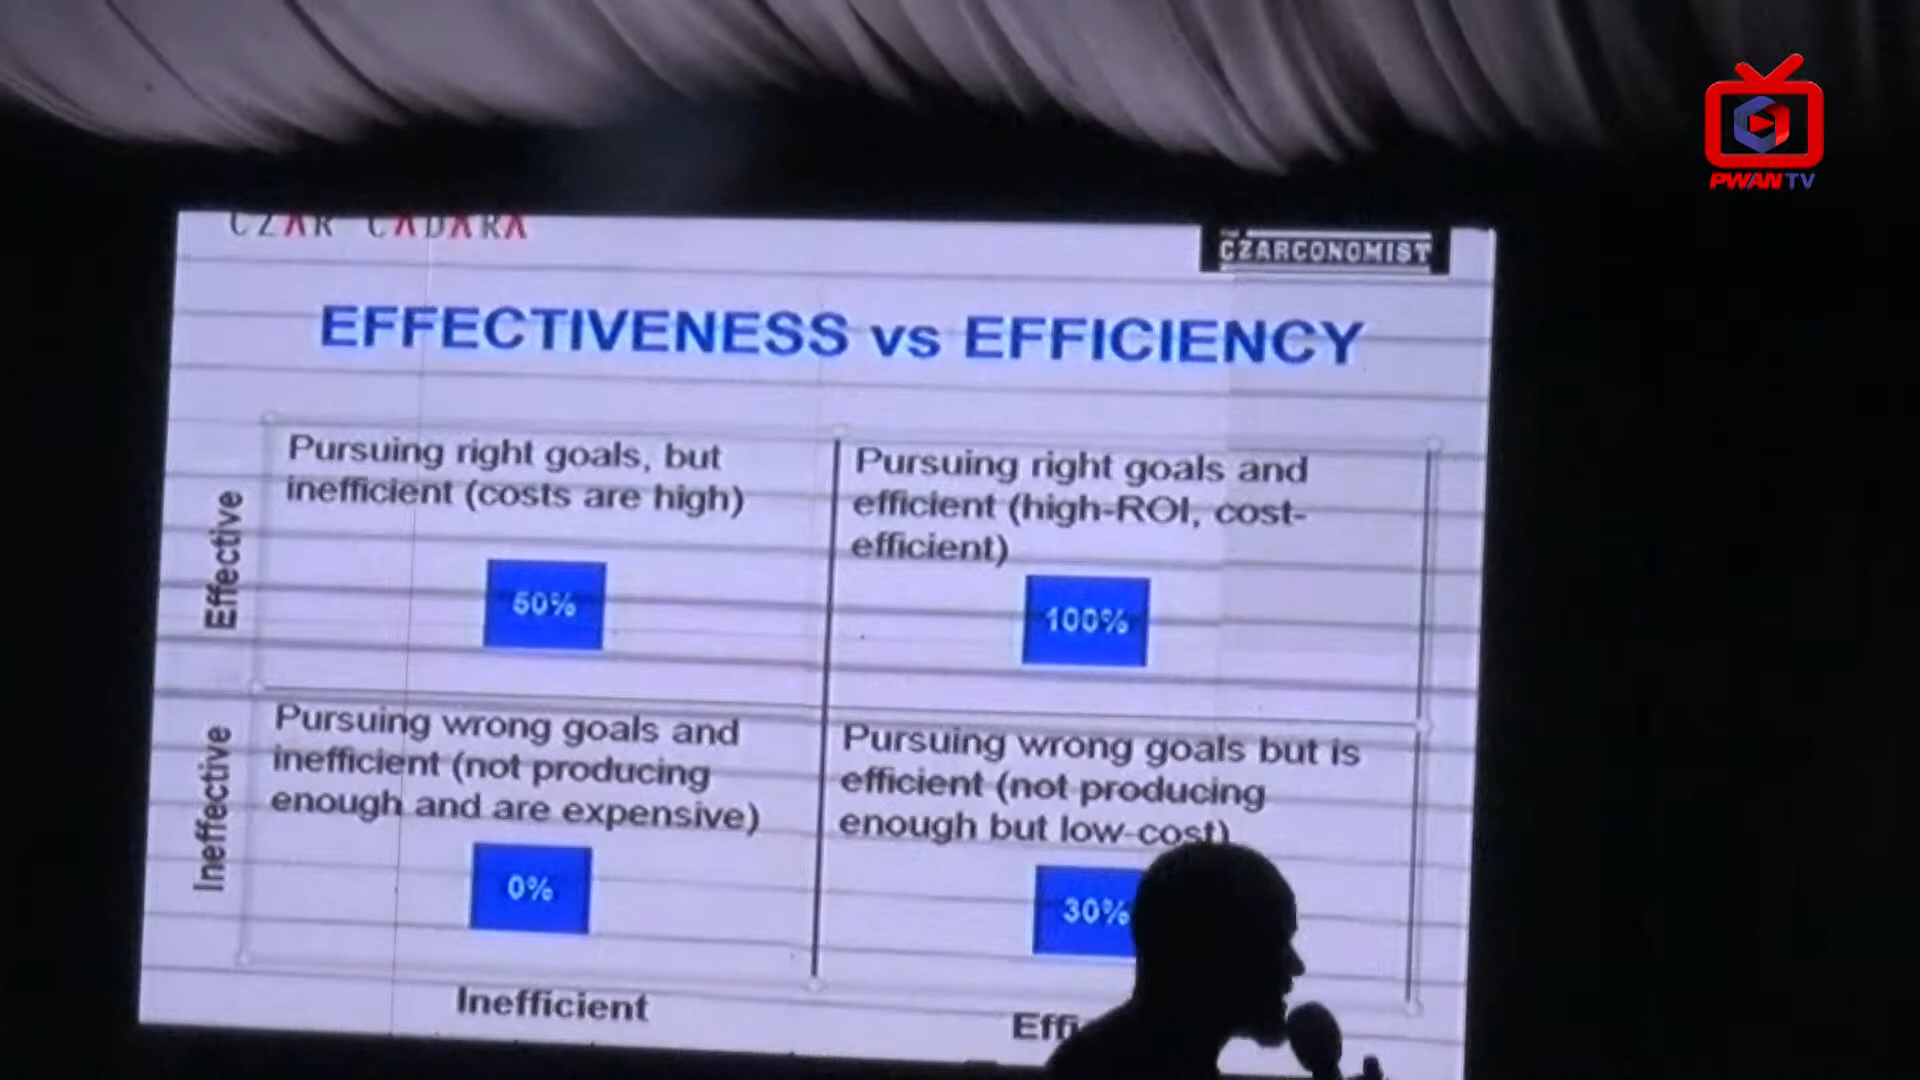 PWAN TV
CZAR CADARA
CZARCONOMIST
EFFECTIVENESS vs EFFICIENCY
Effective
Pursuing right goals, but
inefficient (costs are high)
50%
Pursuing right goals and
efficient (high-ROI, cost-
efficient)
100%
Ineffective
Pursuing wrong goals and
inefficient (not producing
enough and are expensive)
0%
Pursuing wrong goals but is
efficient (not producing
enough but low-cost)
30%
Inefficient